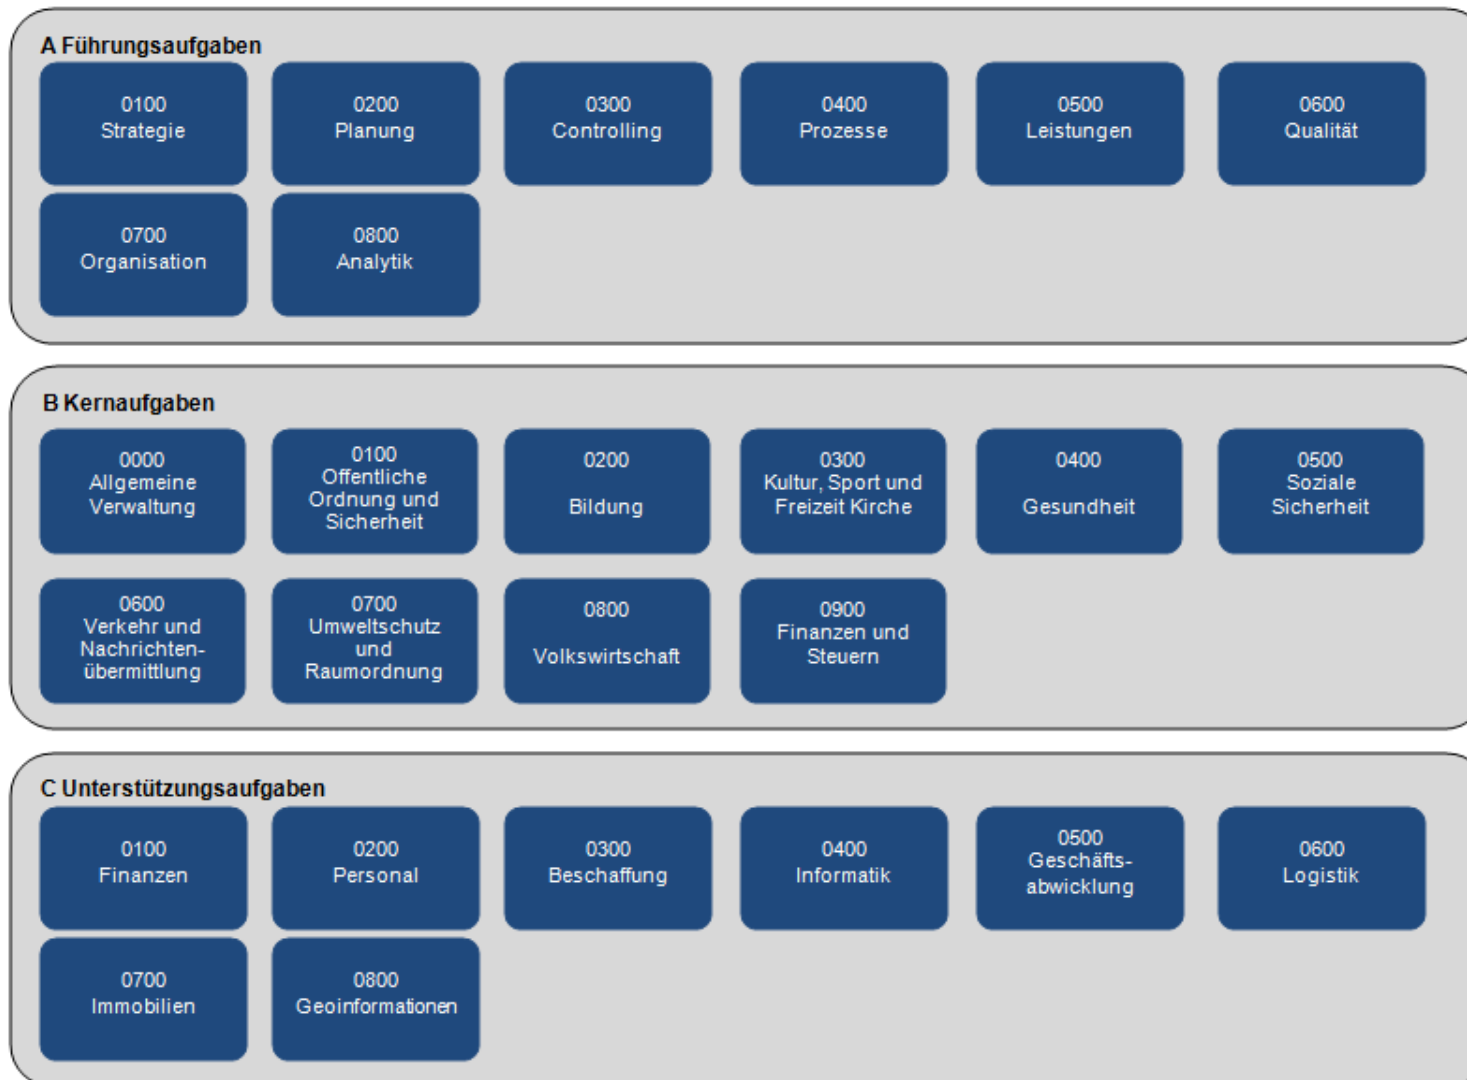 A Führungsaufgaben
0100
Strategie
0200
Planung
0300
Controlling
0400
Prozesse
0500
Leistungen
0600
Qualität
0700
Organisation
0800
Analytik
B Kernaufgaben
0000
Allgemeine
Verwaltung
0100
Öffentliche
Ordnung und
Sicherheit
0200
Bildung
0300
Kultur, Sport und
Freizeit Kirche
0400
Gesundheit
0500
Soziale
Sicherheit
0600
Verkehr und
Nachrichten-
übermittlung
0700
Umweltschutz
und
Raumordnung
0800
Volkswirtschaft
0900
Finanzen und
Steuern
C Unterstützungsaufgaben
0100
Finanzen
0200
Personal
0300
Beschaffung
0400
Informatik
0500
Geschäfts-
abwicklung
0600
Logistik
0700
Immobilien
0800
Geoinformationen